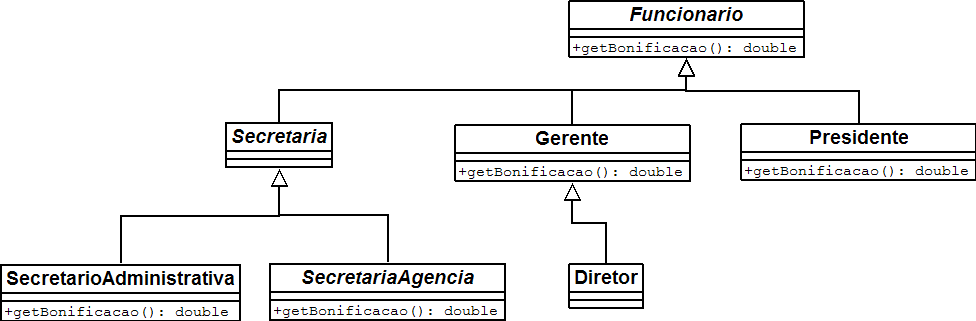 Funcionario
+getBonificacao(): double
Secretaria
Gerente
+getBonificacao(): double
Presidente
+getBonificacao(): double
SecretarioAdministrativa
+getBonificacao(): double
SecretariaAgencia
+getBonificacao(): double
Diretor